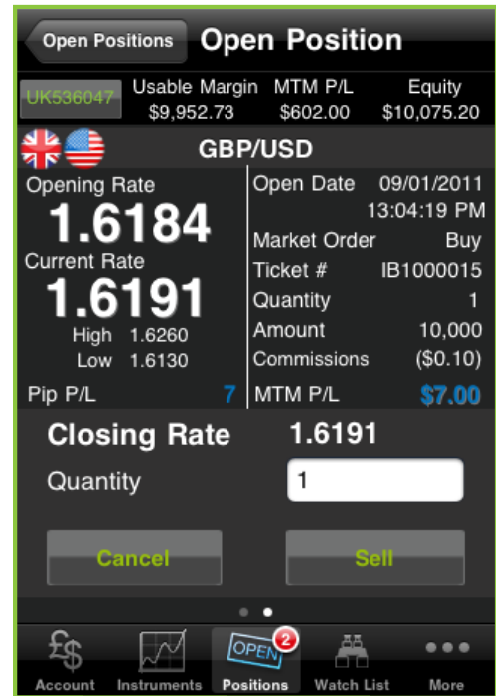 Open Positions Open Position
UK536047 Usable Margin MTM P/L Equity
$9,952.73 $602.00 $10,075.20
GBP/USD
Opening Rate
1.6184
Current Rate
1.6191
High 1.6260
Low 1.6130
Pip P/L 7
Open Date 09/01/2011
13:04:19 PM
Market Order Buy
Ticket # IB1000015
Quantity 1
Amount 10,000
Commissions ($0.10)
MTM P/L $7.00
Closing Rate 1.6191
Quantity 1
Cancel Sell
£$ OPEN 2
Account Instruments Positions Watch List More